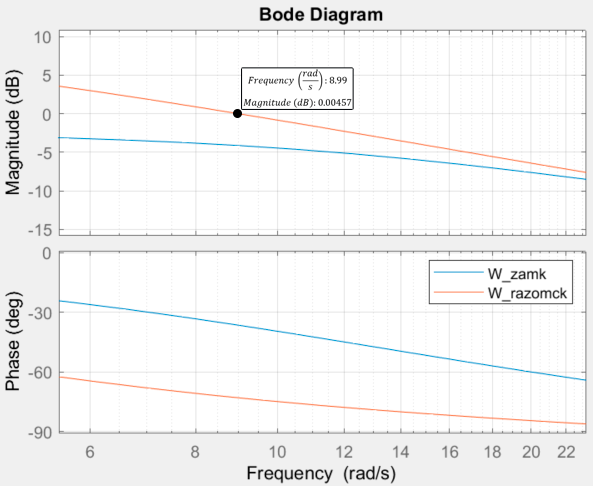 Bode Diagram
10
5
0
-5
-10
-15
Magnitude (dB)
Frequency (rad/s): 8.99
Magnitude (dB): 0.00457
0
-30
-60
-90
Phase (deg)
W_zamk
W_razomck
6 8 10 12 14 16 18 20 22
Frequency (rad/s)